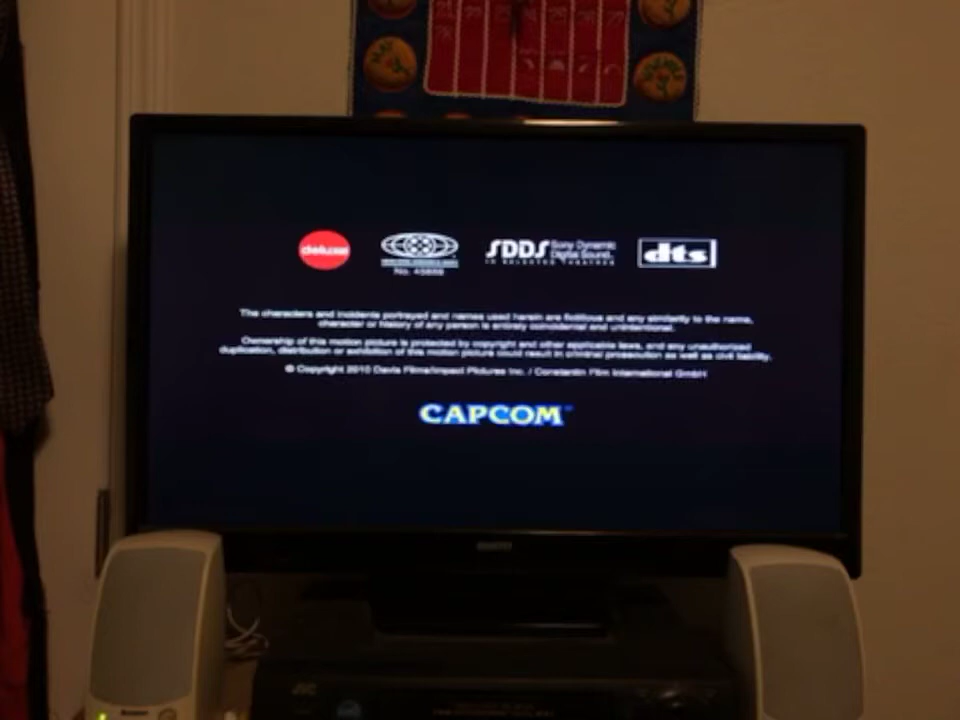 deluxe
No. 45898
SDDS Sony Dynamic Digital Sound.
IN SELECTED THEATRES
dts
The characters and incidents portrayed and names used herein are fictitious and any similarity to the name,
character or history of any person is entirely coincidental and unintentional.
Ownership of this motion picture is protected by copyright and other applicable laws, and any unauthorised
duplication, distribution or exhibition of this motion picture could result in criminal prosecution as well as civil liability.
© Copyright 2010 Davis Films/Impact Pictures Inc. / Constantin Film International GmbH
CAPCOM
JVC